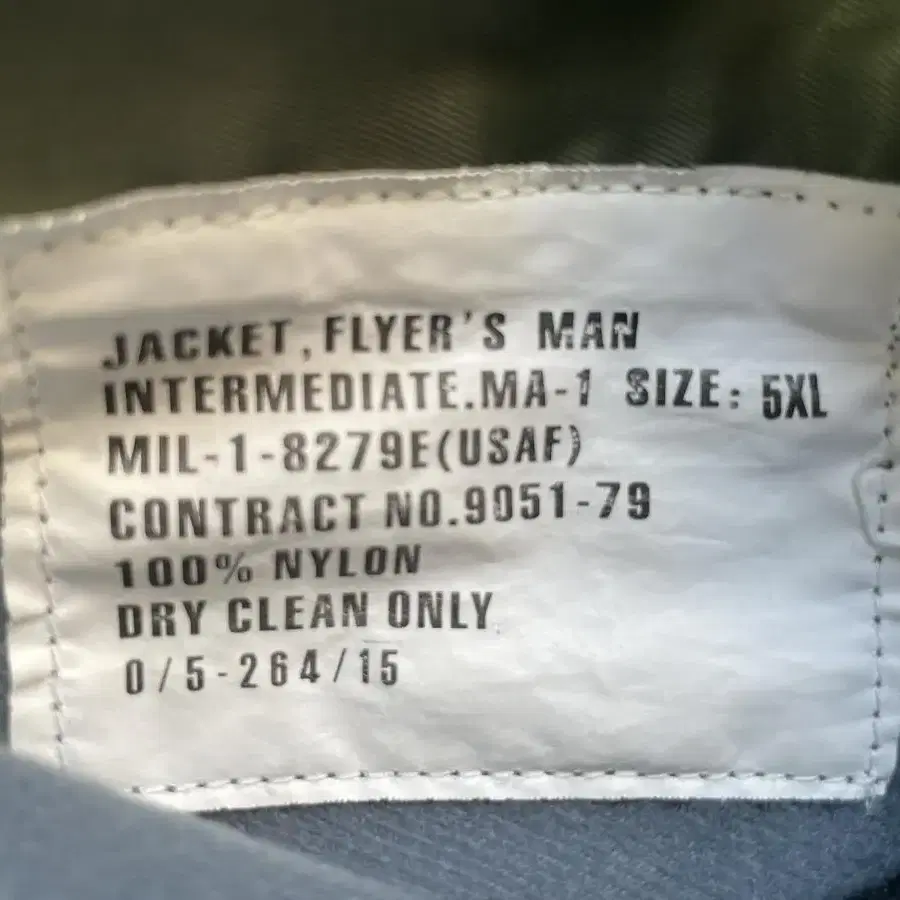 JACKET, FLYER'S MAN
INTERMEDIATE.MA-1 SIZE: 5XL
MIL-1-8279E(USAF)
CONTRACT NO.9051-79
100% NYLON
DRY CLEAN ONLY
0/5-264/15